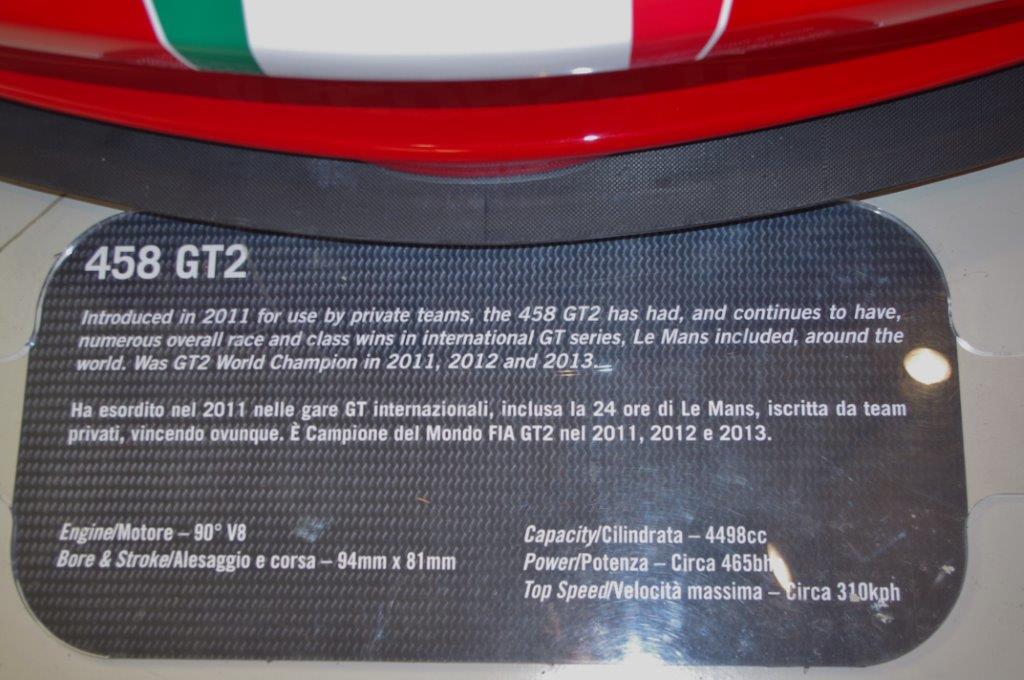 458 GT2
Introduced in 2011 for use by private teams, the 458 GT2 has had, and continues to have,
numerous overall race and class wins in international GT series, Le Mans included, around the
world. Was GT2 World Champion in 2011, 2012 and 2013.
Ha esordito nel 2011 nelle gare GT internazionali, inclusa la 24 ore di Le Mans, iscritta da team
privati, vincendo ovunque. È Campione del Mondo FIA GT2 nel 2011, 2012 e 2013.
Engine/Motore – 90° V8
Bore & Stroke/Alesaggio e corsa – 94mm x 81mm
Capacity/Cilindrata – 4498cc
Power/Potenza – Circa 465bh
Top Speed/Velocità massima – Circa 310kph